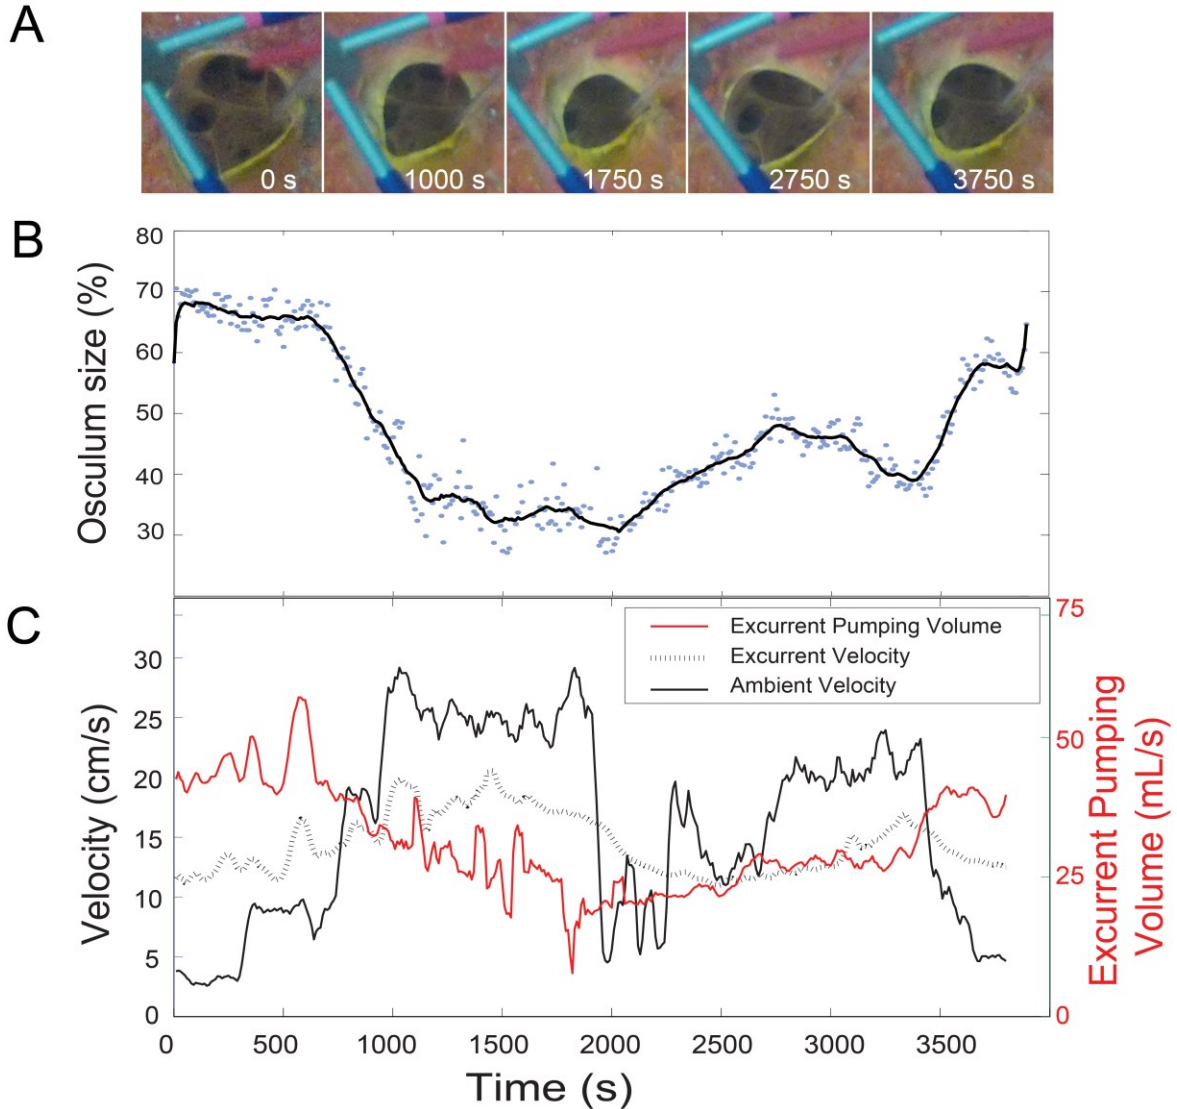 A
0 s
1000 s
1750 s
2750 s
3750 s
B
Osculum size (%)
80
70
60
50
40
30
C
Velocity (cm/s)
30
25
20
15
10
5
0
Excurrent Pumping Volume
Excurrent Velocity
Ambient Velocity
75
50
25
0
Excurrent Pumping
Volume (mL/s)
0
500
1000
1500
2000
2500
3000
3500
Time (s)